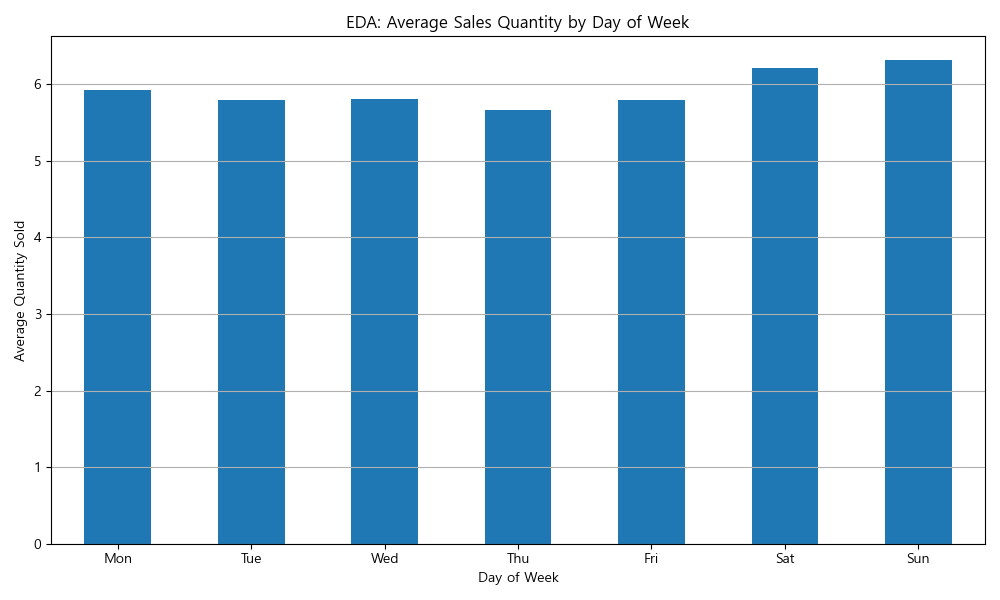 EDA: Average Sales Quantity by Day of Week
Average Quantity Sold
6
5
4
3
2
1
0
Mon Tue Wed Thu Fri Sat Sun
Day of Week